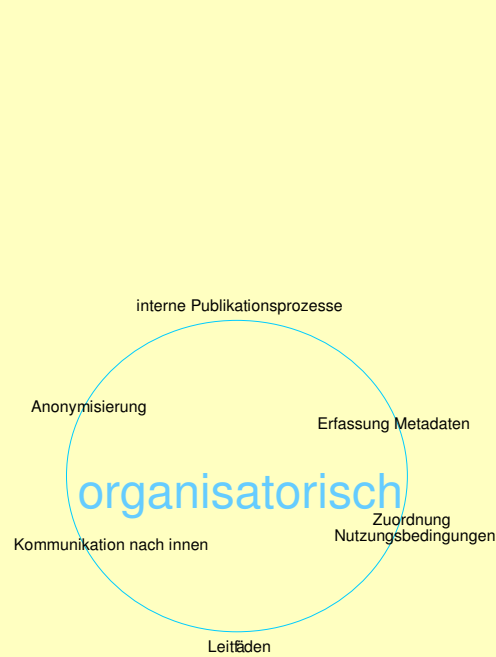 interne Publikationsprozesse
Anonymisierung
Erfassung Metadaten
organisatorisch
Zuordnung
Nutzungsbedingungen
Kommunikation nach innen
Leitfäden